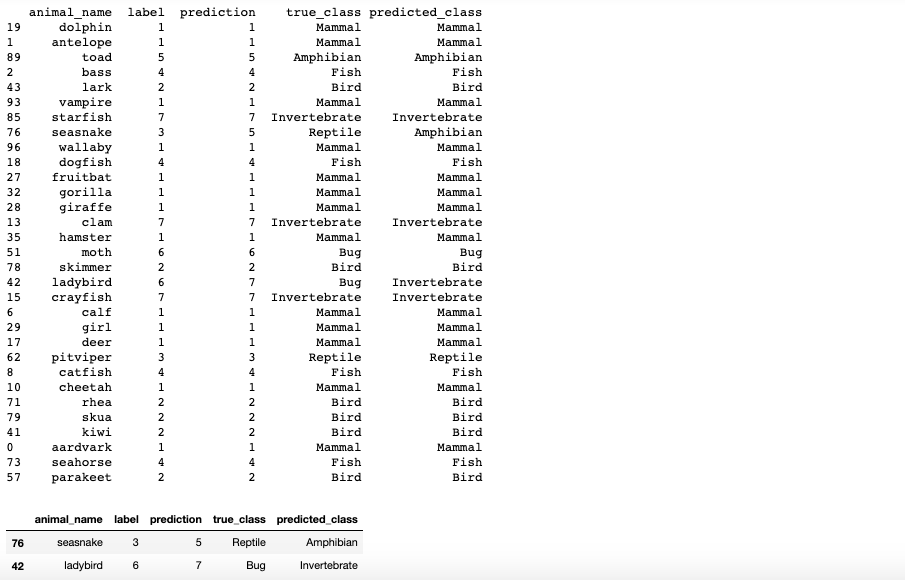 animal_name label prediction true_class predicted_class
19 dolphin 1 1 Mammal Mammal
1 antelope 1 1 Mammal Mammal
89 toad 5 5 Amphibian Amphibian
2 bass 4 4 Fish Fish
43 lark 2 2 Bird Bird
93 vampire 1 1 Mammal Mammal
85 starfish 7 7 Invertebrate Invertebrate
76 seasnake 3 5 Reptile Amphibian
96 wallaby 1 1 Mammal Mammal
18 dogfish 4 4 Fish Fish
27 fruitbat 1 1 Mammal Mammal
32 gorilla 1 1 Mammal Mammal
28 giraffe 1 1 Mammal Mammal
13 clam 7 7 Invertebrate Invertebrate
35 hamster 1 1 Mammal Mammal
51 moth 6 6 Bug Bug
78 skimmer 2 2 Bird Bird
42 ladybird 6 7 Bug Invertebrate
15 crayfish 7 7 Invertebrate Invertebrate
6 calf 1 1 Mammal Mammal
29 girl 1 1 Mammal Mammal
17 deer 1 1 Mammal Mammal
62 pitviper 3 3 Reptile Reptile
8 catfish 4 4 Fish Fish
10 cheetah 1 1 Mammal Mammal
71 rhea 2 2 Bird Bird
79 skua 2 2 Bird Bird
41 kiwi 2 2 Bird Bird
0 aardvark 1 1 Mammal Mammal
73 seahorse 4 4 Fish Fish
57 parakeet 2 2 Bird Bird
animal_name label prediction true_class predicted_class
76 seasnake 3 5 Reptile Amphibian
42 ladybird 6 7 Bug Invertebrate